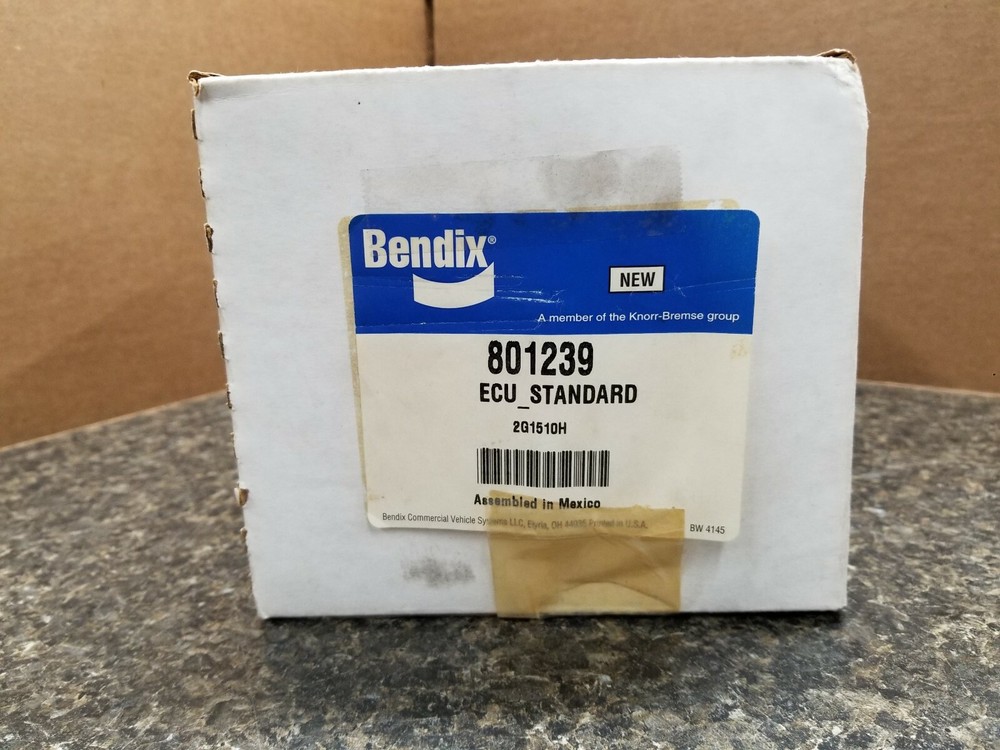 Bendix®
NEW
A member of the Knorr-Bremse group
801239
ECU_STANDARD
2G1510H
Assembled in Mexico
Bendix Commercial Vehicle Systems LLC, Elyria, OH 44035 Printed in U.S.A.
BW 4145